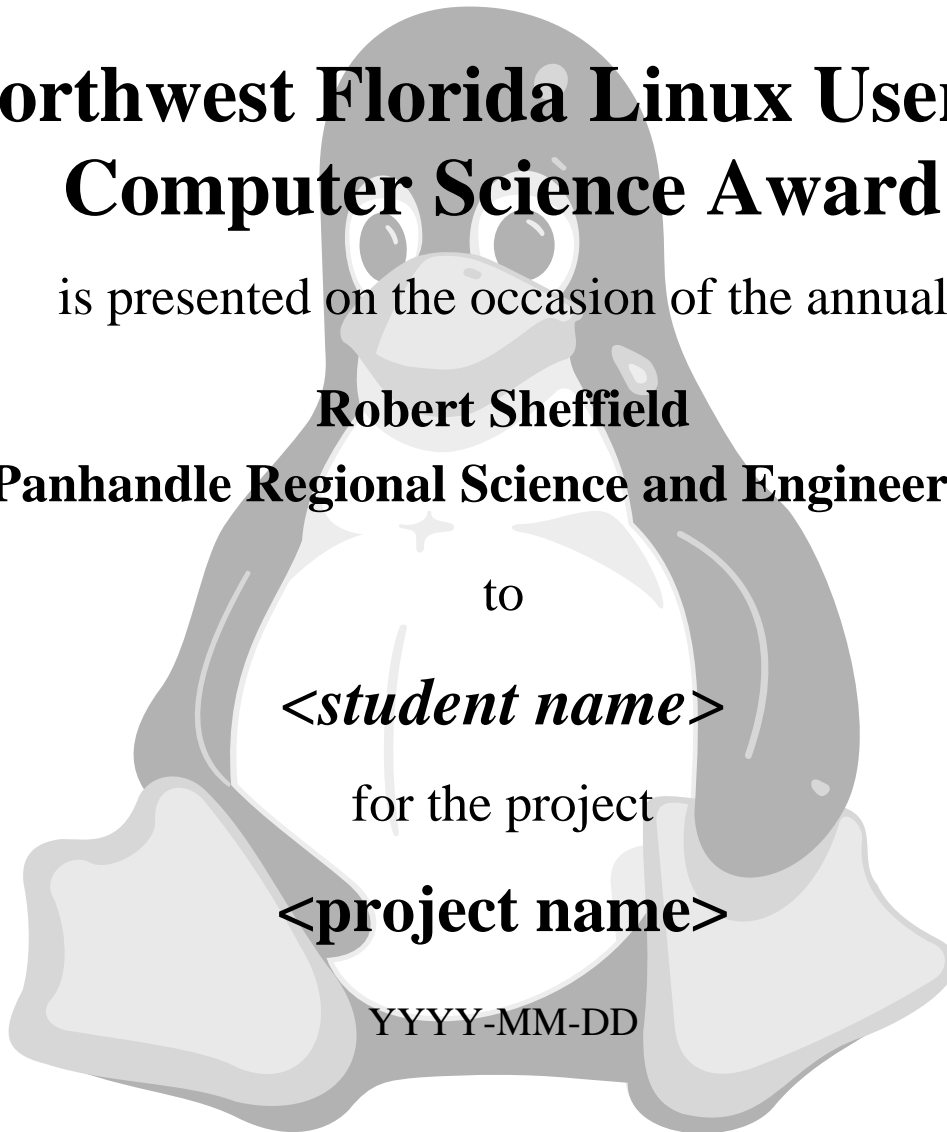 orthwest Florida Linux User
Computer Science Award
is presented on the occasion of the annual
Robert Sheffield
Panhandle Regional Science and Engineer
to
<student name>
for the project
<project name>
YYYY-MM-DD